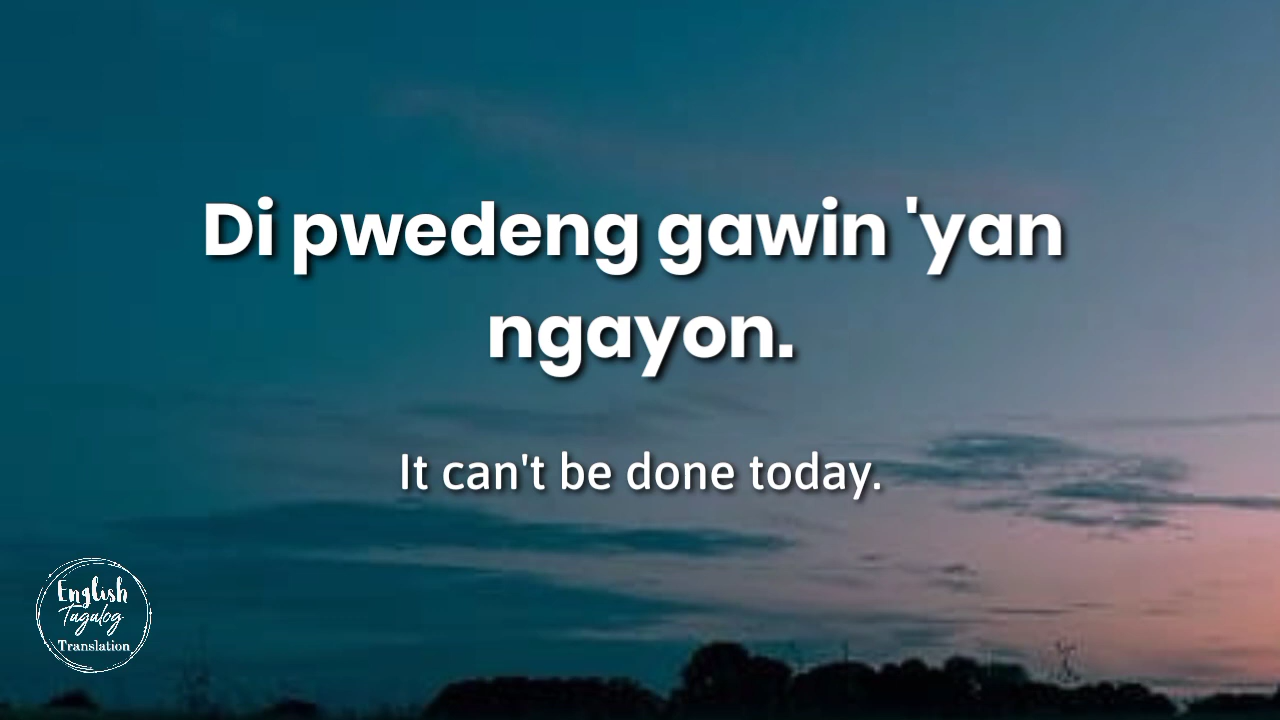 Di pwedeng gawin 'yan
ngayon.
It can't be done today.
English
Tagalog
Translation